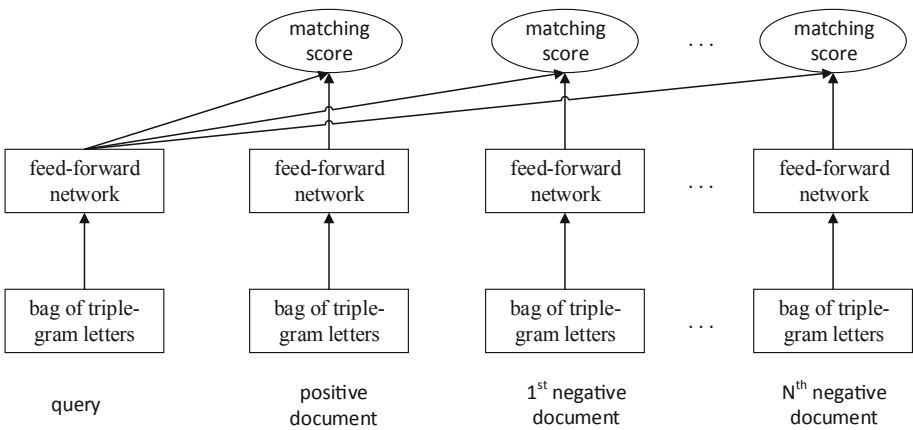 matching
score
matching
score
. . .
matching
score
feed-forward
network
feed-forward
network
feed-forward
network
. . .
feed-forward
network
bag of triple-
gram letters
bag of triple-
gram letters
bag of triple-
gram letters
. . .
bag of triple-
gram letters
query
positive
document
1st negative
document
Nth negative
document